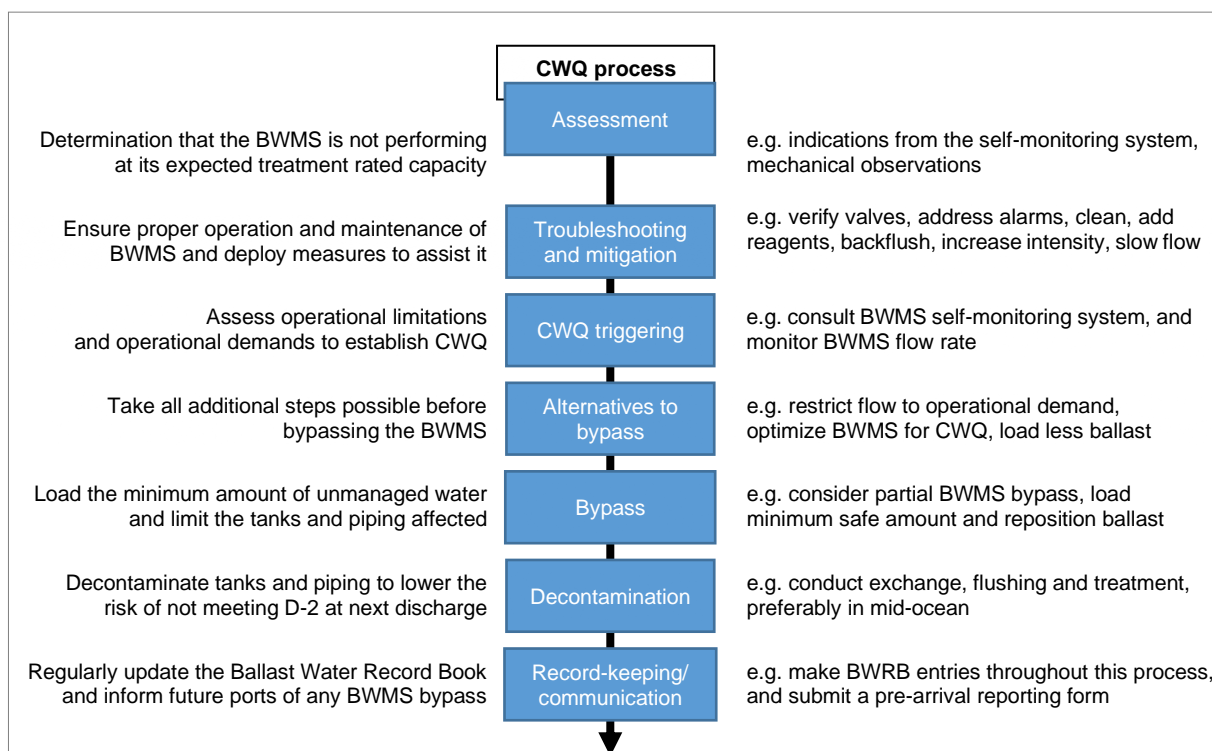 CWQ process
Assessment
Determination that the BWMS is not performing
at its expected treatment rated capacity
e.g. indications from the self-monitoring system,
mechanical observations
Ensure proper operation and maintenance of
BWMS and deploy measures to assist it
Troubleshooting
and mitigation
e.g. verify valves, address alarms, clean, add
reagents, backflush, increase intensity, slow flow
Assess operational limitations
and operational demands to establish CWQ
CWQ triggering
e.g. consult BWMS self-monitoring system, and
monitor BWMS flow rate
Take all additional steps possible before
bypassing the BWMS
Alternatives to
bypass
e.g. restrict flow to operational demand,
optimize BWMS for CWQ, load less ballast
Load the minimum amount of unmanaged water
and limit the tanks and piping affected
Bypass
e.g. consider partial BWMS bypass, load
minimum safe amount and reposition ballast
Decontaminate tanks and piping to lower the
risk of not meeting D-2 at next discharge
Decontamination
e.g. conduct exchange, flushing and treatment,
preferably in mid-ocean
Regularly update the Ballast Water Record Book
and inform future ports of any BWMS bypass
Record-keeping/
communication
e.g. make BWRB entries throughout this process,
and submit a pre-arrival reporting form